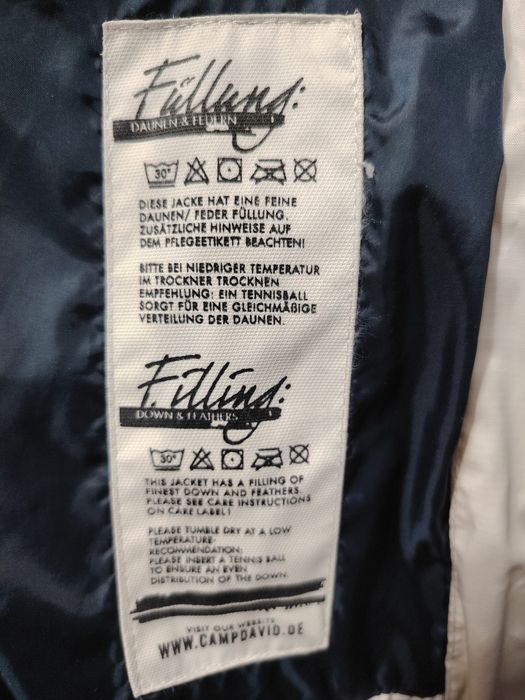 Füllung:
DAUNEN & FEDERN
30°
DIESE JACKE HAT EINE FEINE
DAUNEN/ FEDER FÜLLUNG.
ZUSÄTZLICHE HINWEISE AUF
DEM PFLEGEETIKETT BEACHTEN!
BITTE BEI NIEDRIGER TEMPERATUR
IM TROCKNER TROCKNEN
EMPFEHLUNG: EIN TENNISBALL
SORGT FÜR EINE GLEICHMÄßIGE
VERTEILUNG DER DAUNEN.
Filling:
DOWN & FEATHERS
30°
THIS JACKET HAS A FILLING OF
FINEST DOWN AND FEATHERS.
PLEASE SEE CARE INSTRUCTIONS
ON CARE LABEL!
PLEASE TUMBLE DRY AT A LOW
TEMPERATURE-
RECOMMENDATION:
PLEASE INSERT A TENNIS BALL
TO ENSURE AN EVEN
DISTRIBUTION OF THE DOWN.
VISIT OUR WEBSITE
WWW.CAMPDAVID.DE